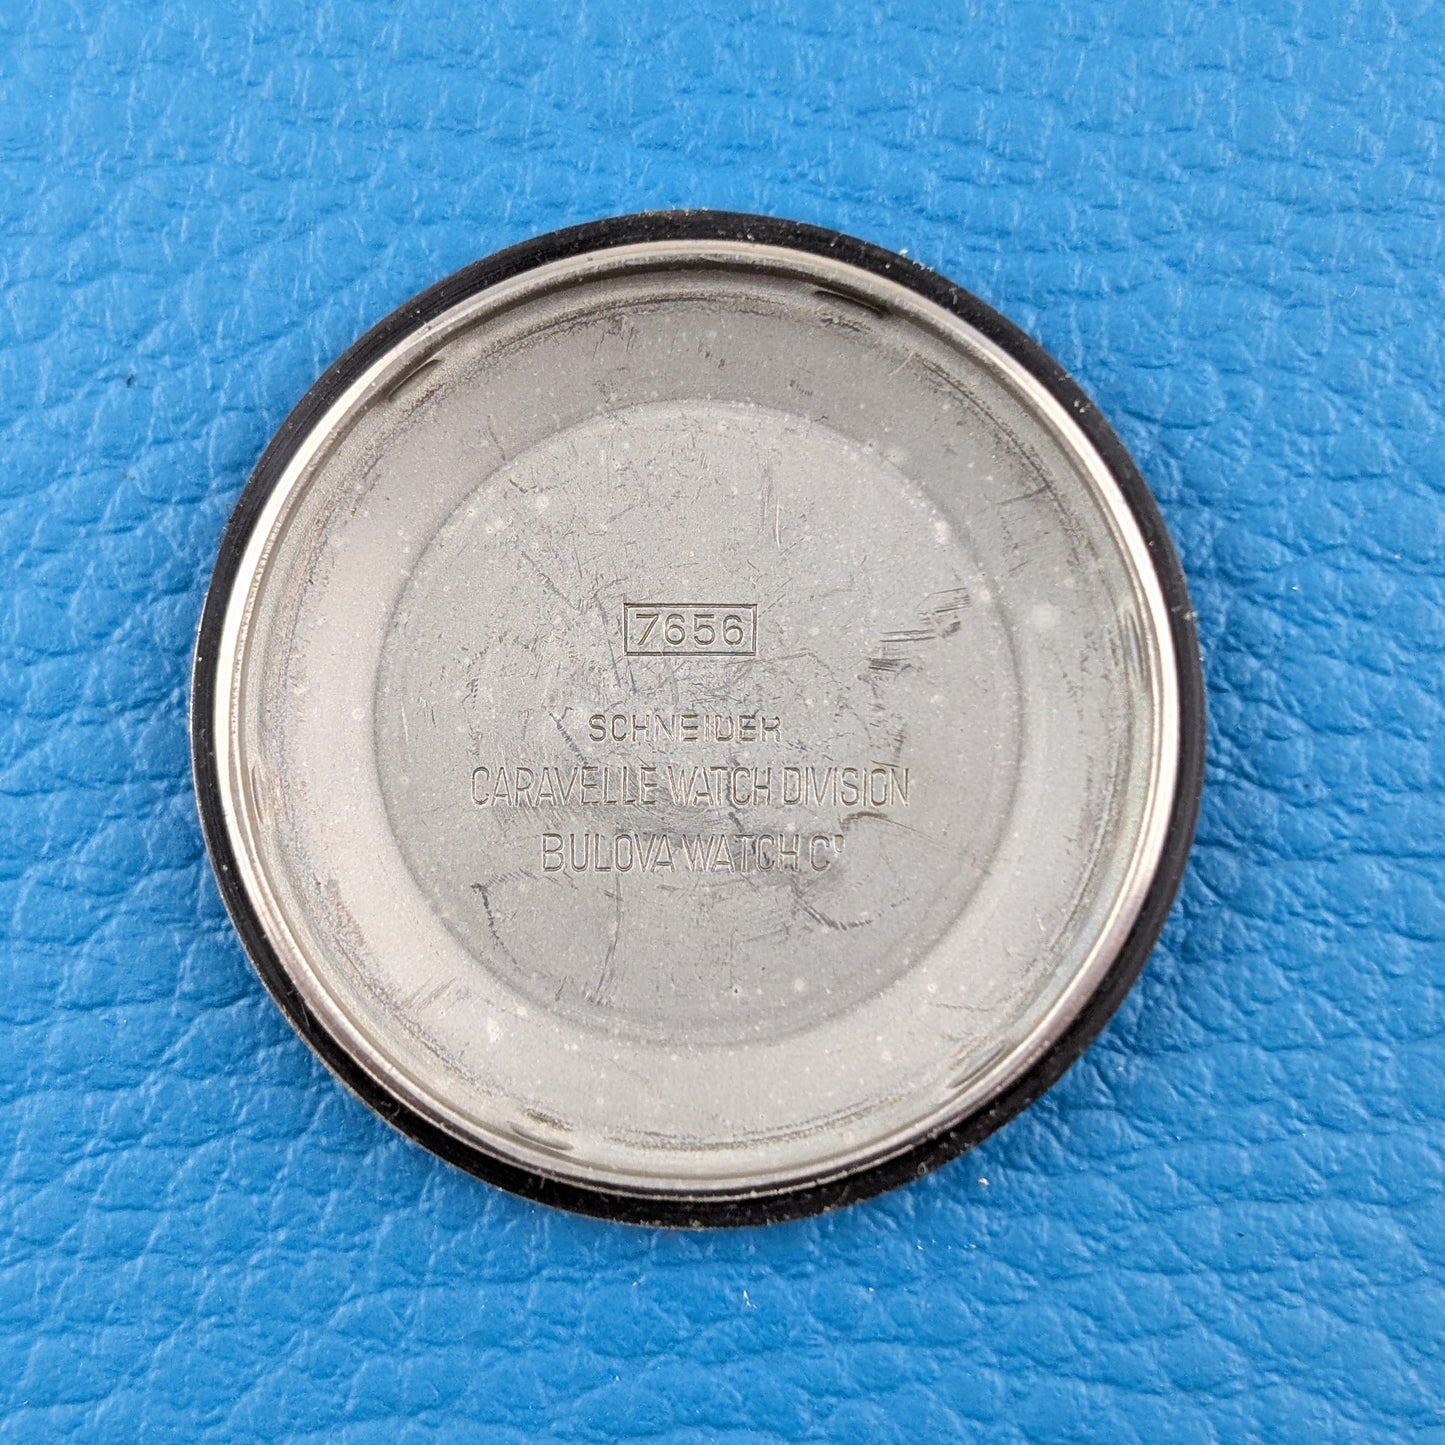 7656
SCHNEIDER
CARAVELLE WATCH DIVISION
BULOVA WATCH Cº